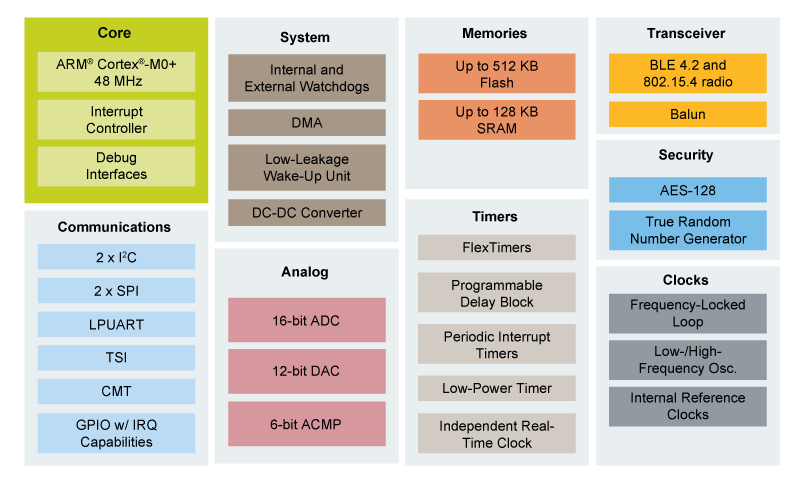 Core
ARM® Cortex®-M0+
48 MHz
Interrupt
Controller
Debug
Interfaces
Communications
2 x I²C
2 x SPI
LPUART
TSI
CMT
GPIO w/ IRQ
Capabilities
System
Internal and
External Watchdogs
DMA
Low-Leakage
Wake-Up Unit
DC-DC Converter
Analog
16-bit ADC
12-bit DAC
6-bit ACMP
Memories
Up to 512 KB
Flash
Up to 128 KB
SRAM
Timers
FlexTimers
Programmable
Delay Block
Periodic Interrupt
Timers
Low-Power Timer
Independent Real-
Time Clock
Transceiver
BLE 4.2 and
802.15.4 radio
Balun
Security
AES-128
True Random
Number Generator
Clocks
Frequency-Locked
Loop
Low-/High-
Frequency Osc.
Internal Reference
Clocks